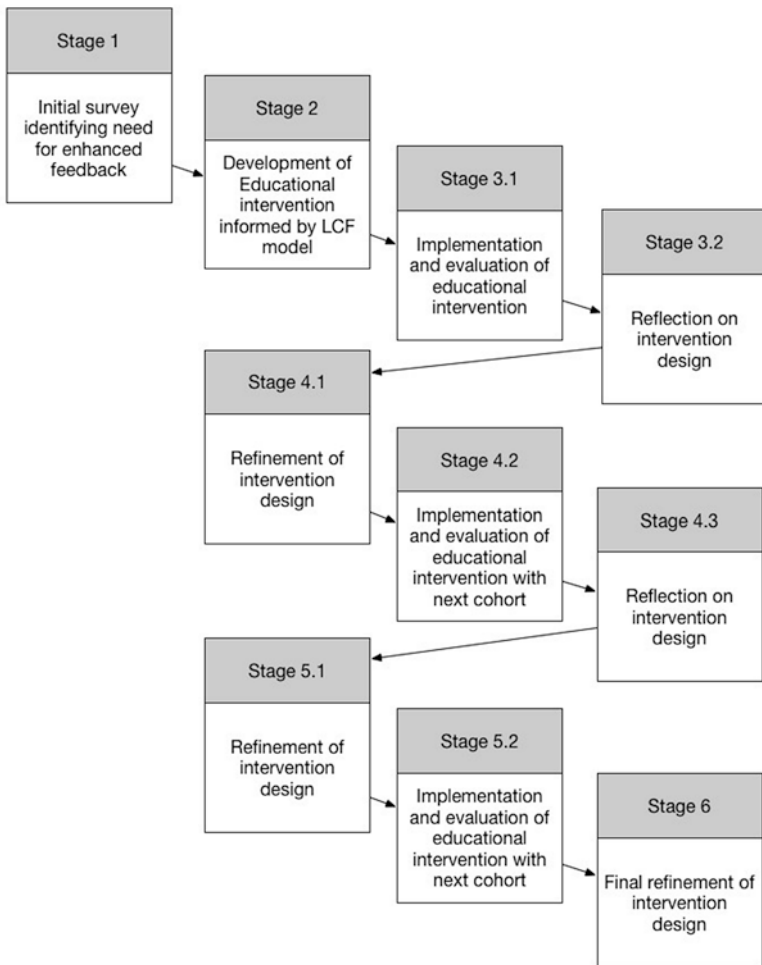 Stage 1
Initial survey
identifying need
for enhanced
feedback
Stage 2
Development of
Educational
intervention
informed by LCF
model
Stage 3.1
Implementation
and evaluation of
educational
intervention
Stage 3.2
Reflection on
intervention
design
Stage 4.1
Refinement of
intervention
design
Stage 4.2
Implementation
and evaluation of
educational
intervention with
next cohort
Stage 4.3
Reflection on
intervention
design
Stage 5.1
Refinement of
intervention
design
Stage 5.2
Implementation
and evaluation of
educational
intervention with
next cohort
Stage 6
Final refinement of
intervention
design